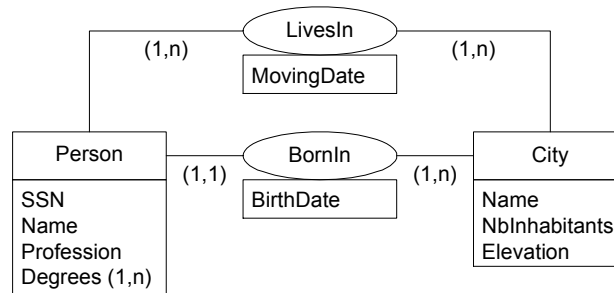 LivesIn
(1,n)
(1,n)
MovingDate
Person
BornIn
City
(1,1)
(1,n)
SSN
Name
Profession
Degrees (1,n)
BirthDate
Name
NbInhabitants
Elevation